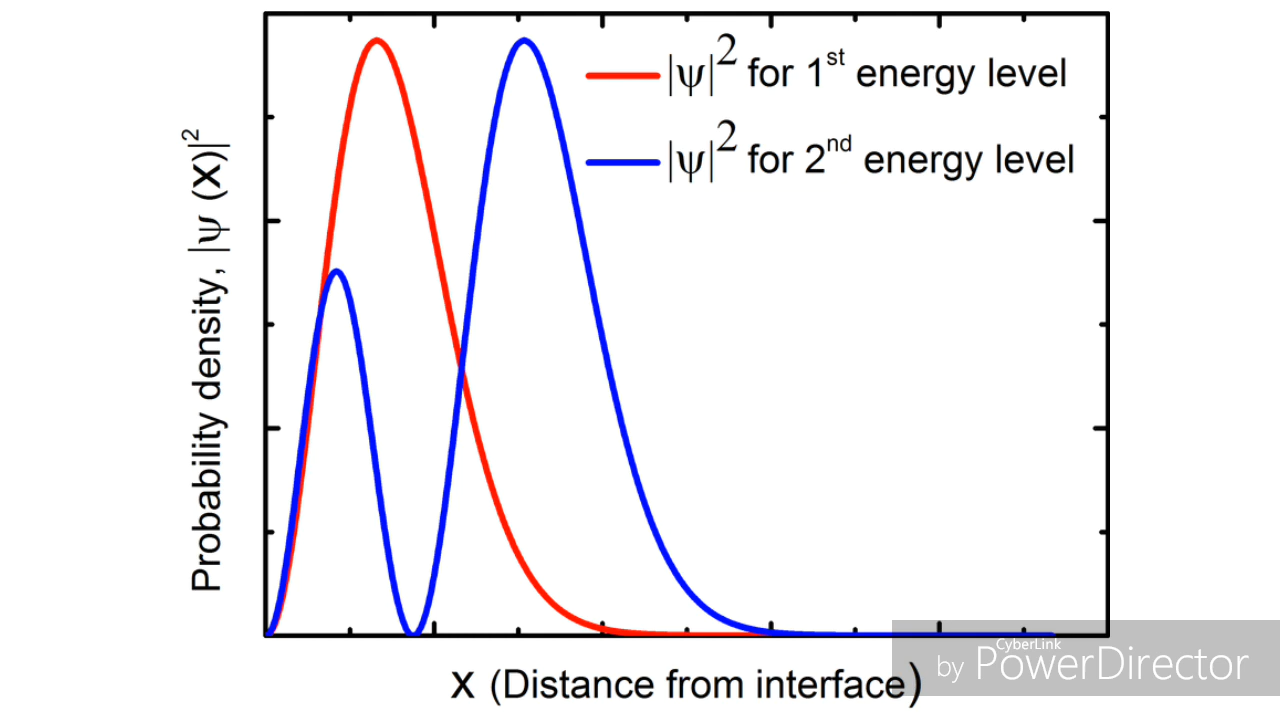 |ψ|² for 1st energy level
|ψ|² for 2nd energy level
Probability density, |ψ (x)|²
x (Distance from interface)
CyberLink
by PowerDirector